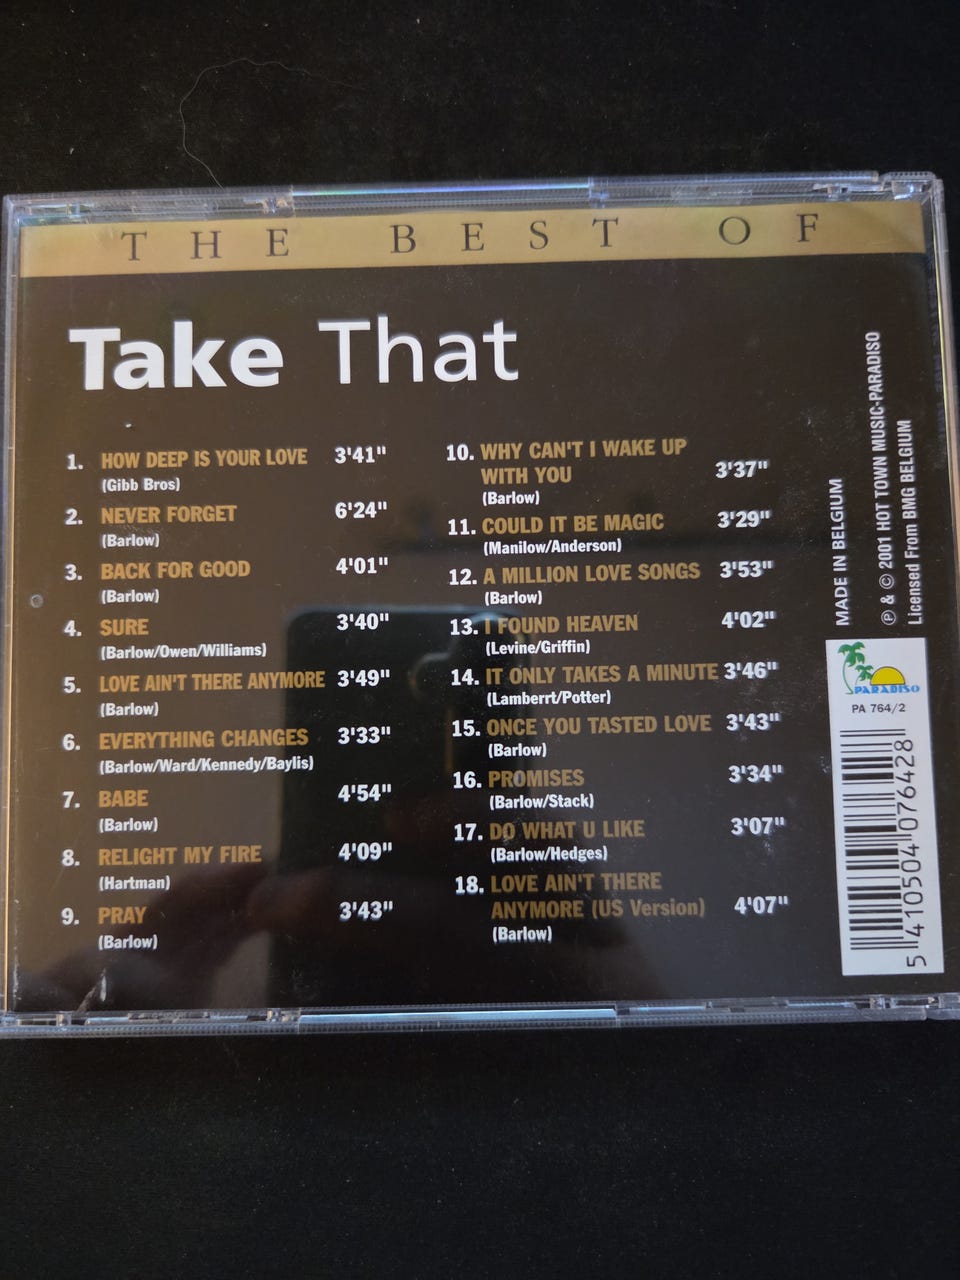 THE BEST OF
Take That
1. HOW DEEP IS YOUR LOVE 3'41"
(Gibb Bros)
2. NEVER FORGET 6'24"
(Barlow)
3. BACK FOR GOOD 4'01"
(Barlow)
4. SURE 3'40"
(Barlow/Owen/Williams)
5. LOVE AIN'T THERE ANYMORE 3'49"
(Barlow)
6. EVERYTHING CHANGES 3'33"
(Barlow/Ward/Kennedy/Baylis)
7. BABE 4'54"
(Barlow)
8. RELIGHT MY FIRE 4'09"
(Hartman)
9. PRAY 3'43"
(Barlow)
10. WHY CAN'T I WAKE UP
WITH YOU 3'37"
(Barlow)
11. COULD IT BE MAGIC 3'29"
(Manilow/Anderson)
12. A MILLION LOVE SONGS 3'53"
(Barlow)
13. I FOUND HEAVEN 4'02"
(Levine/Griffin)
14. IT ONLY TAKES A MINUTE 3'46"
(Lamberrt/Potter)
15. ONCE YOU TASTED LOVE 3'43"
(Barlow)
16. PROMISES 3'34"
(Barlow/Stack)
17. DO WHAT U LIKE 3'07"
(Barlow/Hedges)
18. LOVE AIN'T THERE
ANYMORE (US Version) 4'07"
(Barlow)
MADE IN BELGIUM
℗ & © 2001 HOT TOWN MUSIC-PARADISO
Licensed From BMG BELGIUM
PARADISO
PA 764/2
5 410504 076428